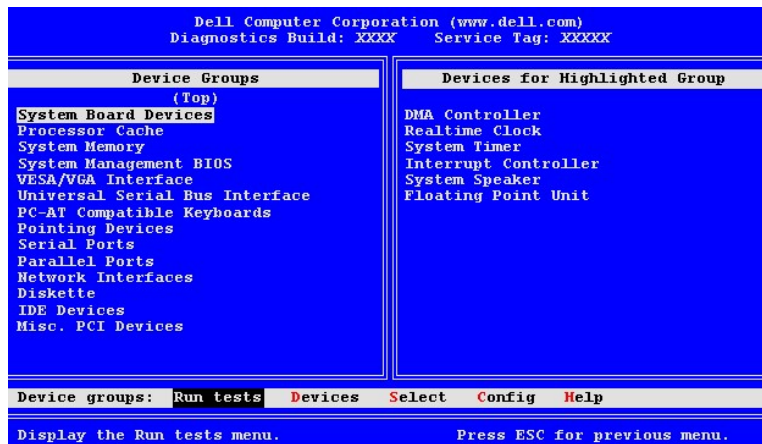 Dell Computer Corporation (www.dell.com)
Diagnostics Build: XXXX Service Tag: XXXXX
Device Groups
(Top)
System Board Devices
Processor Cache
System Memory
System Management BIOS
VESA/VGA Interface
Universal Serial Bus Interface
PC-AT Compatible Keyboards
Pointing Devices
Serial Ports
Parallel Ports
Network Interfaces
Diskette
IDE Devices
Misc. PCI Devices
Devices for Highlighted Group
DMA Controller
Realtime Clock
System Timer
Interrupt Controller
System Speaker
Floating Point Unit
Device groups: Run tests Devices Select Config Help
Display the Run tests menu. Press ESC for previous menu.